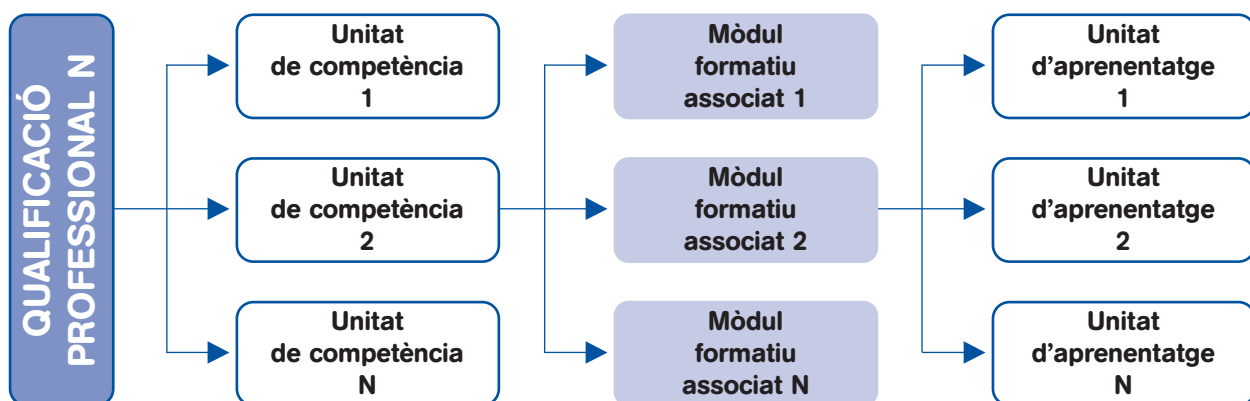 QUALIFICACIÓ
PROFESSIONAL N
Unitat
de competència
1
Mòdul
formatiu
associat 1
Unitat
d’aprenentatge
1
Unitat
de competència
2
Mòdul
formatiu
associat 2
Unitat
d’aprenentatge
2
Unitat
de competència
N
Mòdul
formatiu
associat N
Unitat
d’aprenentatge
N